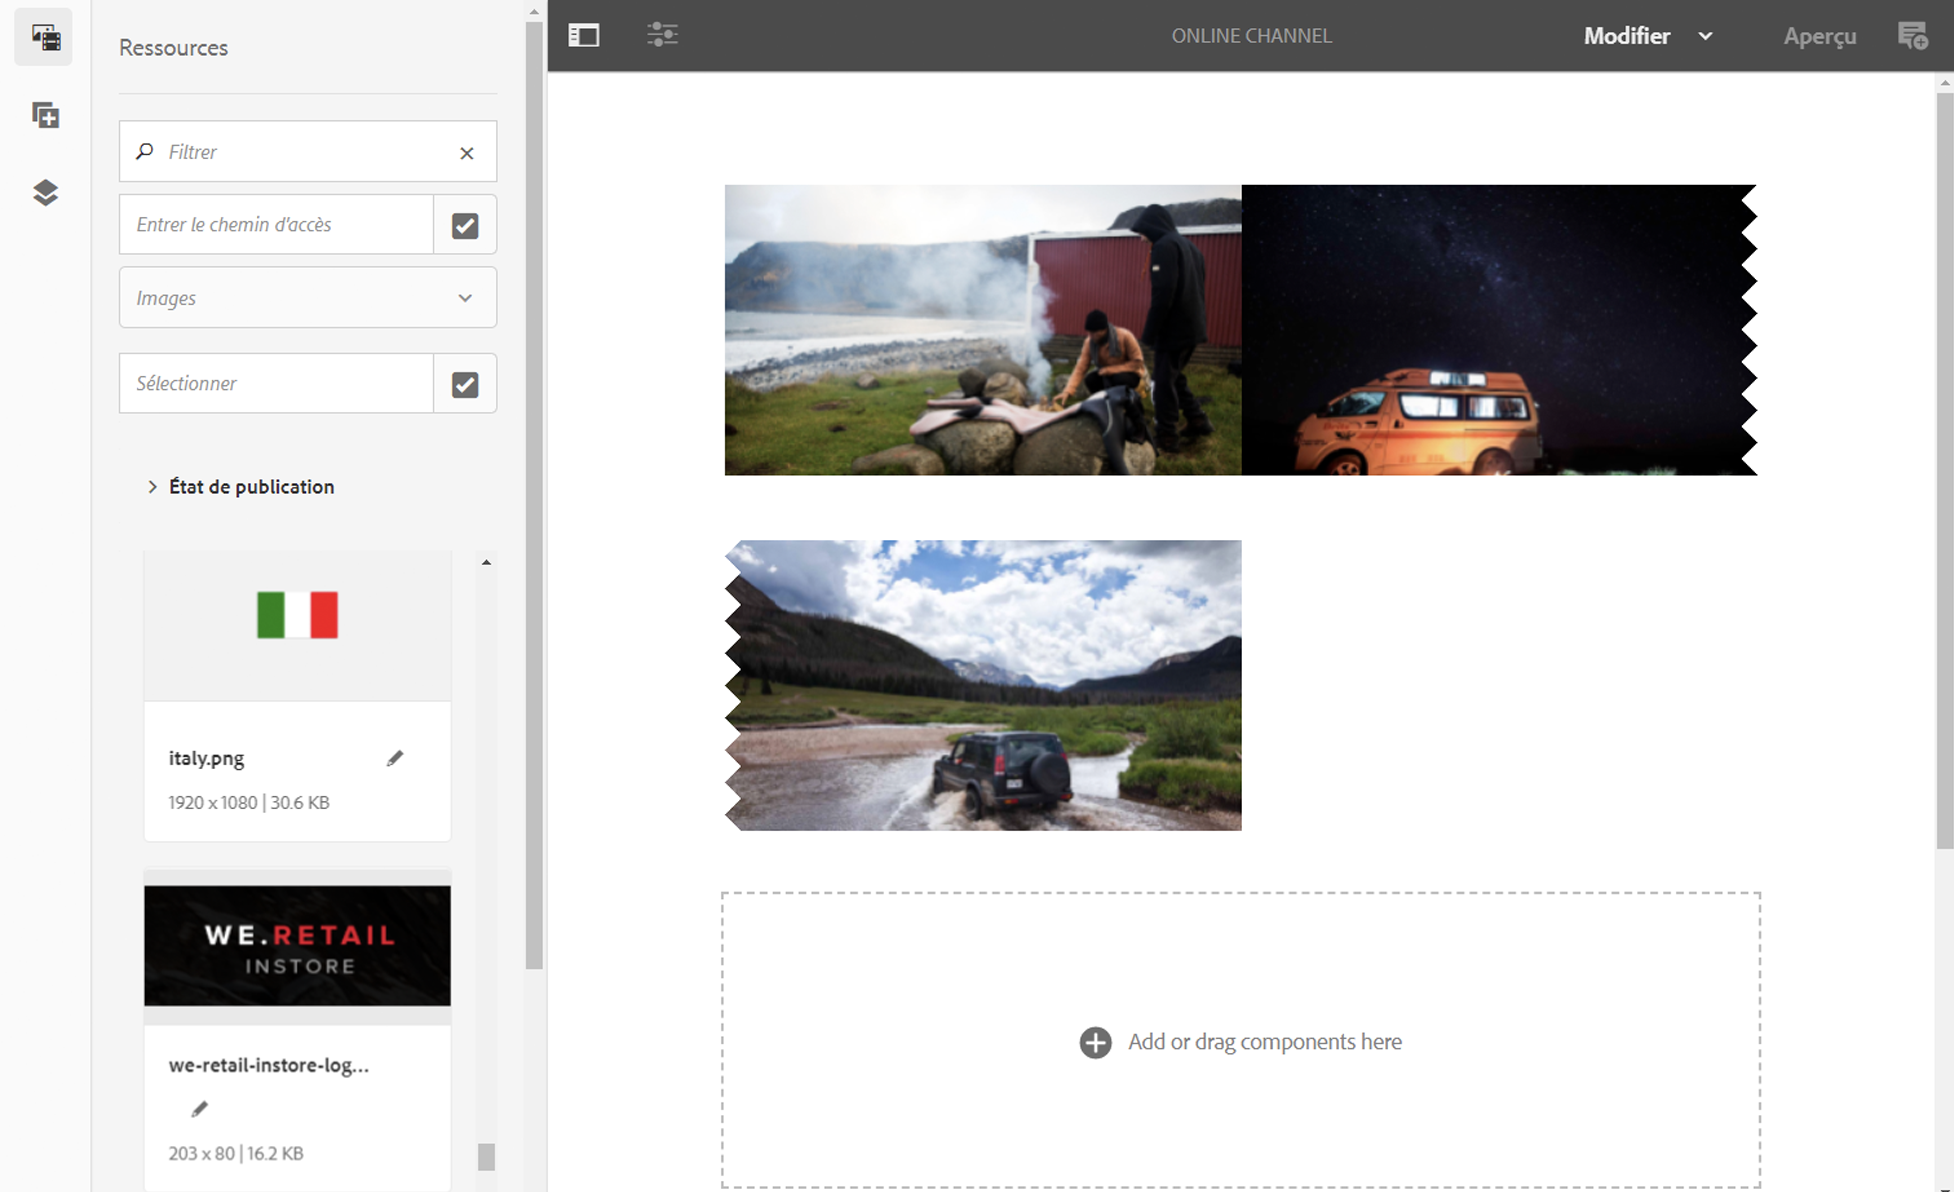 Ressources
Filtrer
Entrer le chemin d'accès
Images
Sélectionner
État de publication
italy.png
1920 x 1080 | 30.6 KB
WE.RETAIL
INSTORE
we-retail-instore-log...
203 x 80 | 16.2 KB
ONLINE CHANNEL
Modifier
Aperçu
Add or drag components here